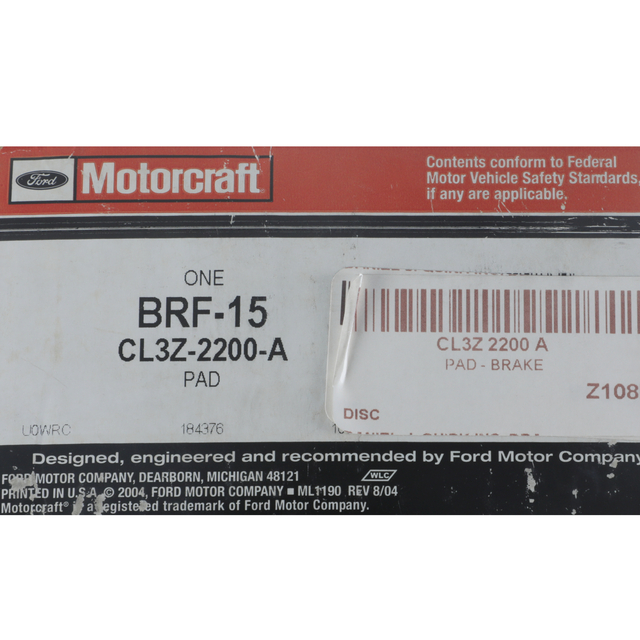 Ford
Motorcraft
Contents conform to Federal
Motor Vehicle Safety Standards,
if any are applicable.
ONE
BRF-15
CL3Z-2200-A
PAD
U0WRC 184376
CL3Z 2200 A
PAD - BRAKE
Z108
DISC
Designed, engineered and recommended by Ford Motor Company
FORD MOTOR COMPANY, DEARBORN, MICHIGAN 48121
WLC
PRINTED IN U.S.A. © 2004, FORD MOTOR COMPANY ■ ML1190 REV 8/04
Motorcraft® is a registered trademark of Ford Motor Company.